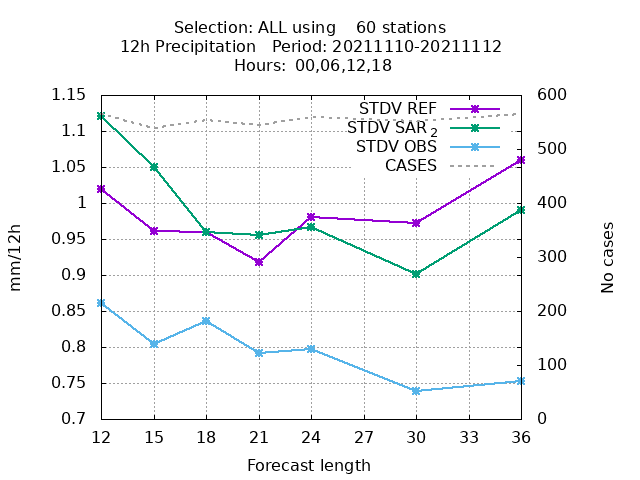 Selection: ALL using    60 stations
12h Precipitation   Period: 20211110-20211112
Hours:  00,06,12,18
1.15
1.1
1.05
1
0.95
0.9
0.85
0.8
0.75
0.7
mm/12h
STDV REF
STDV SAR 2
STDV OBS
CASES
600
500
400
300
200
100
0
No cases
12 15 18 21 24 27 30 33 36
Forecast length